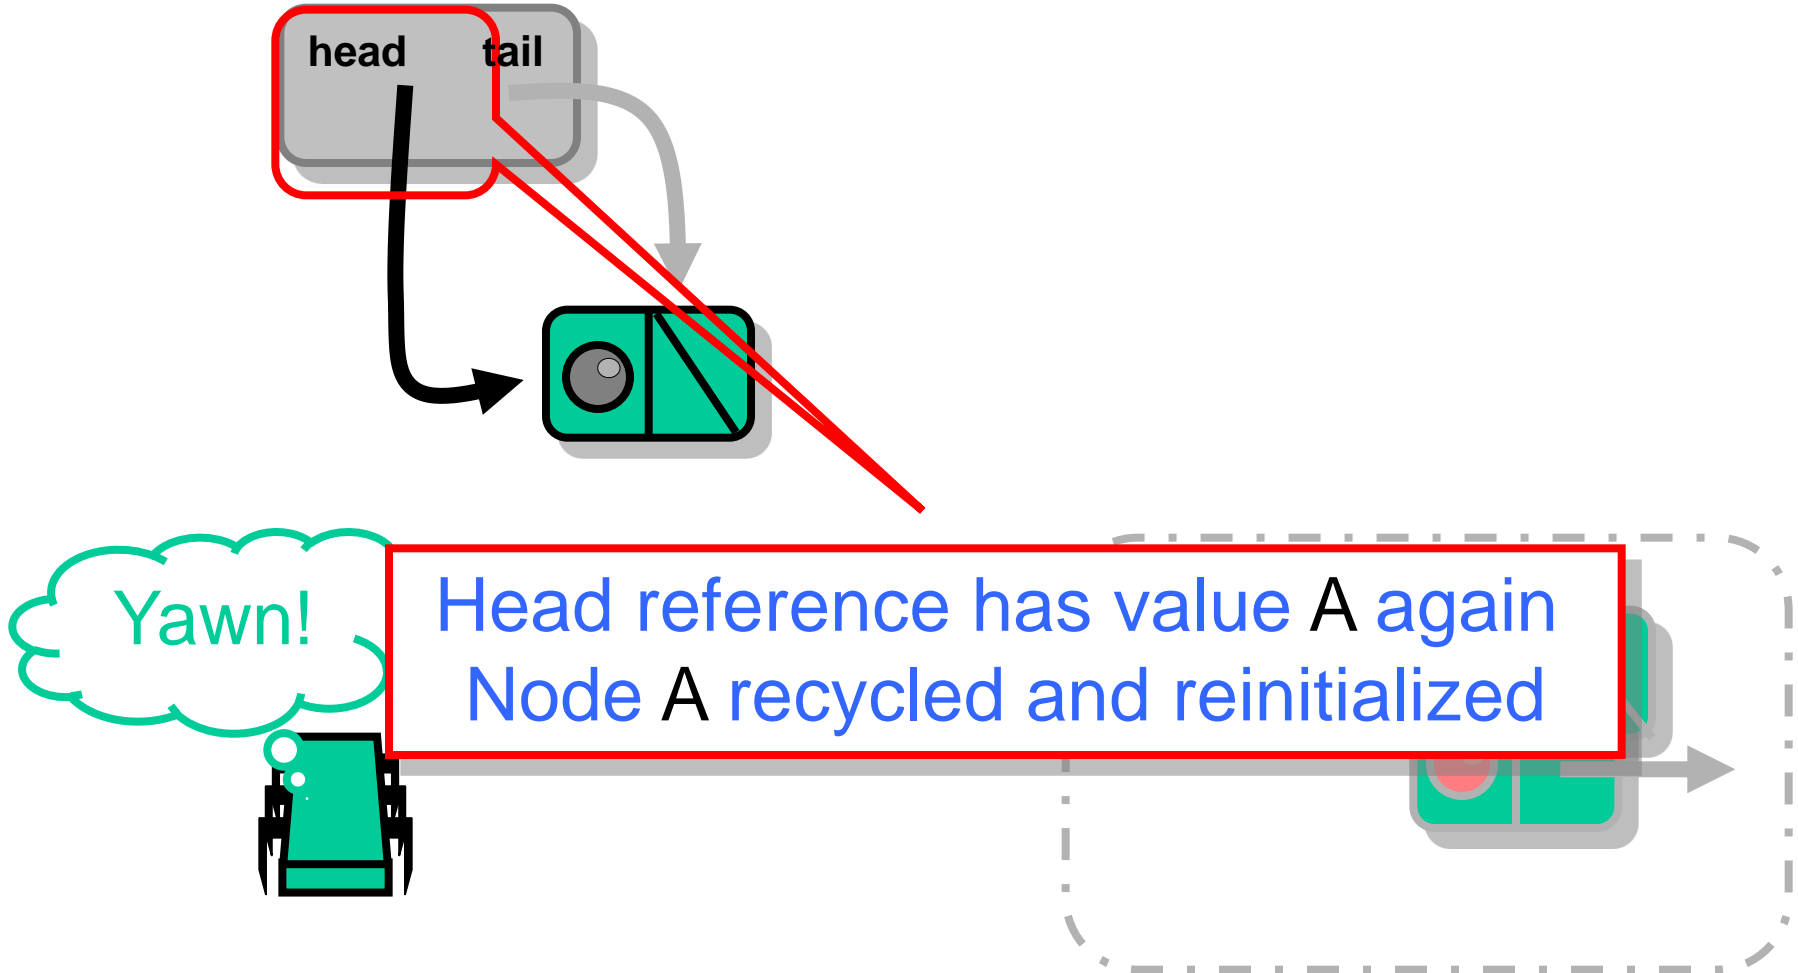 head tail
Yawn!
Head reference has value A again
Node A recycled and reinitialized